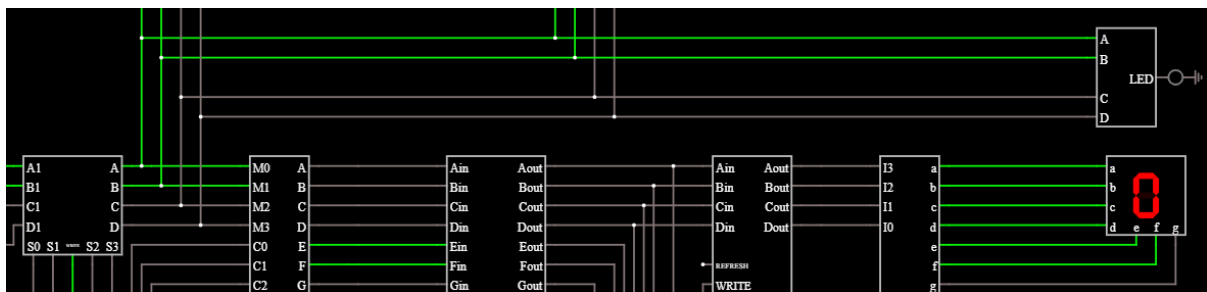 A
B
LED
C
D
A1 A M0 A Ain Aout Ain Aout I3 a a
B1 B M1 B Bin Bout Bin Bout I2 b b
C1 C M2 C Cin Cout Cin Cout I1 c c
D1 D M3 D Din Dout Din Dout I0 d d
0
S0 S1 WRITE S2 S3 C0 E Ein Eout e e f g
C1 F Fin Fout REFRESH f
C2 G Gin Gout WRITE g